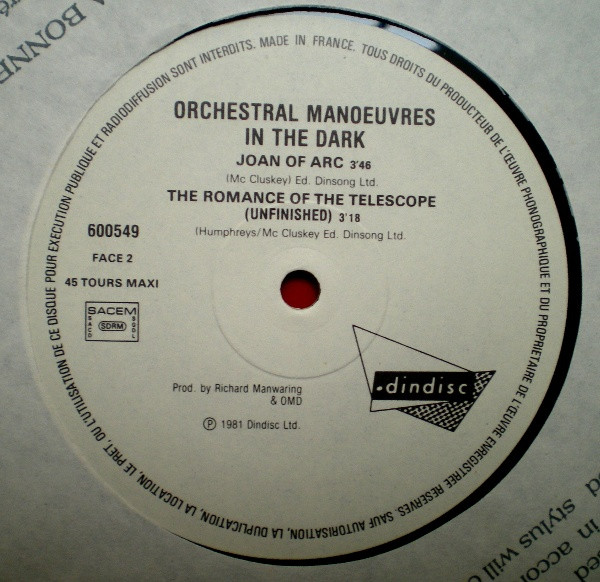 ORCHESTRAL MANOEUVRES
IN THE DARK
JOAN OF ARC 3'46
(Mc Cluskey) Ed. Dinsong Ltd.
THE ROMANCE OF THE TELESCOPE
(UNFINISHED) 3'18
(Humphreys/Mc Cluskey Ed. Dinsong Ltd.
600549
FACE 2
45 TOURS MAXI
SACEM
SACD
SDRM
SGDL
.dindisc
Prod. by Richard Manwaring
& OMD
Ⓟ 1981 Dindisc Ltd.
MADE IN FRANCE. TOUS DROITS DU PRODUCTEUR DE L'ŒUVRE PHONOGRAPHIQUE ET DU PROPRIETAIRE DE L'ŒUVRE ENREGISTREE RESERVES. SAUF AUTORISATION, LA DUPLICATION, LA LOCATION, LE PRET, OU L'UTILISATION DE CE DISQUE POUR EXECUTION PUBLIQUE ET RADIODIFFUSION SONT INTERDITS.
A BONNE
stylus will
in acco